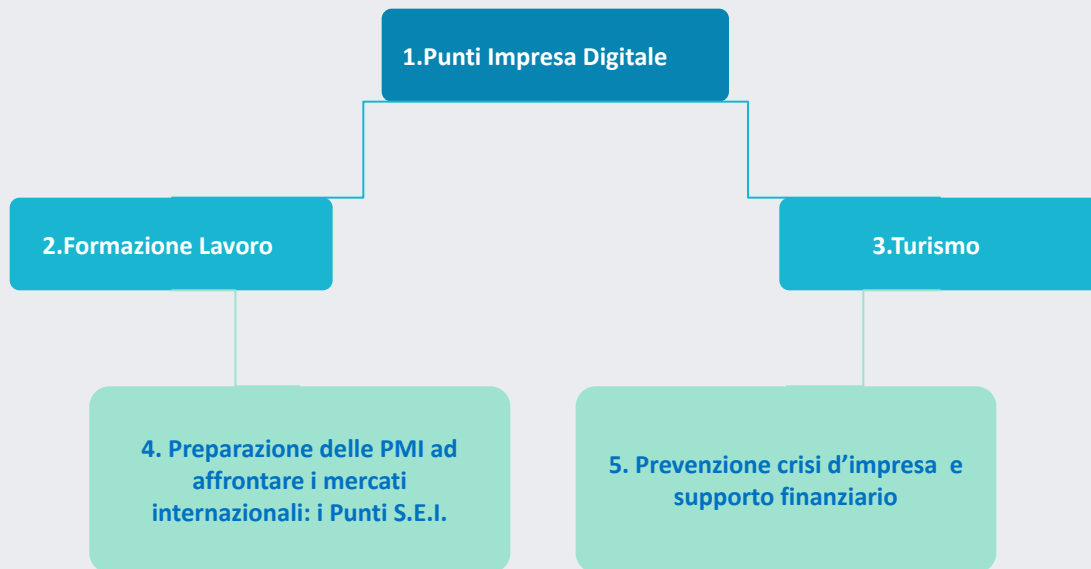 1.Punti Impresa Digitale
2.Formazione Lavoro
3.Turismo
4. Preparazione delle PMI ad
affrontare i mercati
internazionali: i Punti S.E.I.
5. Prevenzione crisi d’impresa  e
supporto finanziario